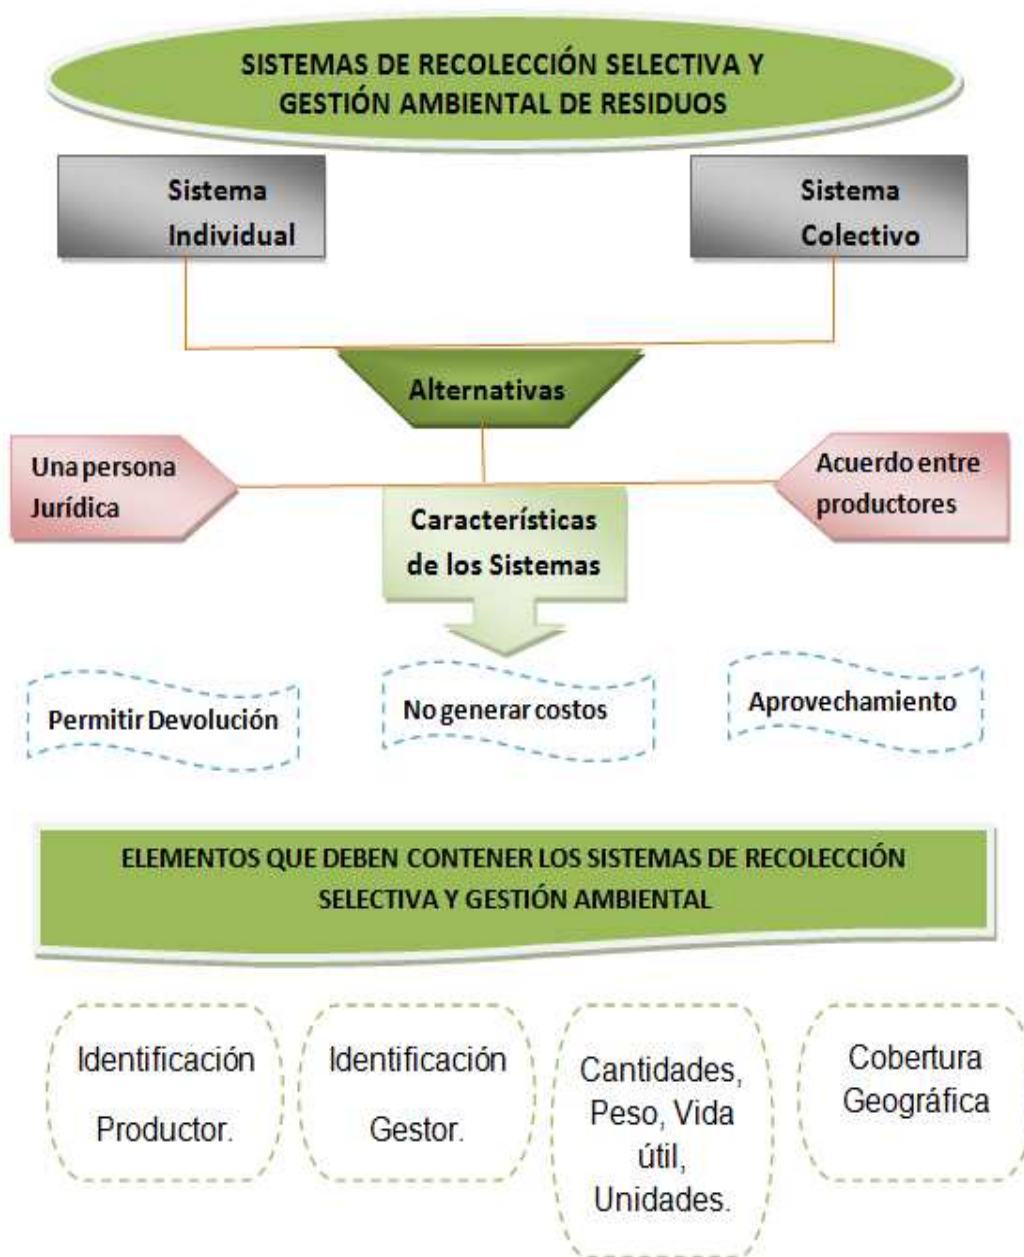 SISTEMAS DE RECOLECCIÓN SELECTIVA Y
GESTIÓN AMBIENTAL DE RESIDUOS
Sistema
Individual
Sistema
Colectivo
Alternativas
Una persona
Jurídica
Acuerdo entre
productores
Característícas
de los Sistemas
Permitir Devolución
No generar costos
Aprovechamiento
ELEMENTOS QUE DEBEN CONTENER LOS SISTEMAS DE RECOLECCIÓN
SELECTIVA Y GESTIÓN AMBIENTAL
Identificación
Productor.
Identificación
Gestor.
Cantidades,
Peso, Vida
útil,
Unidades.
Cobertura
Geográfica